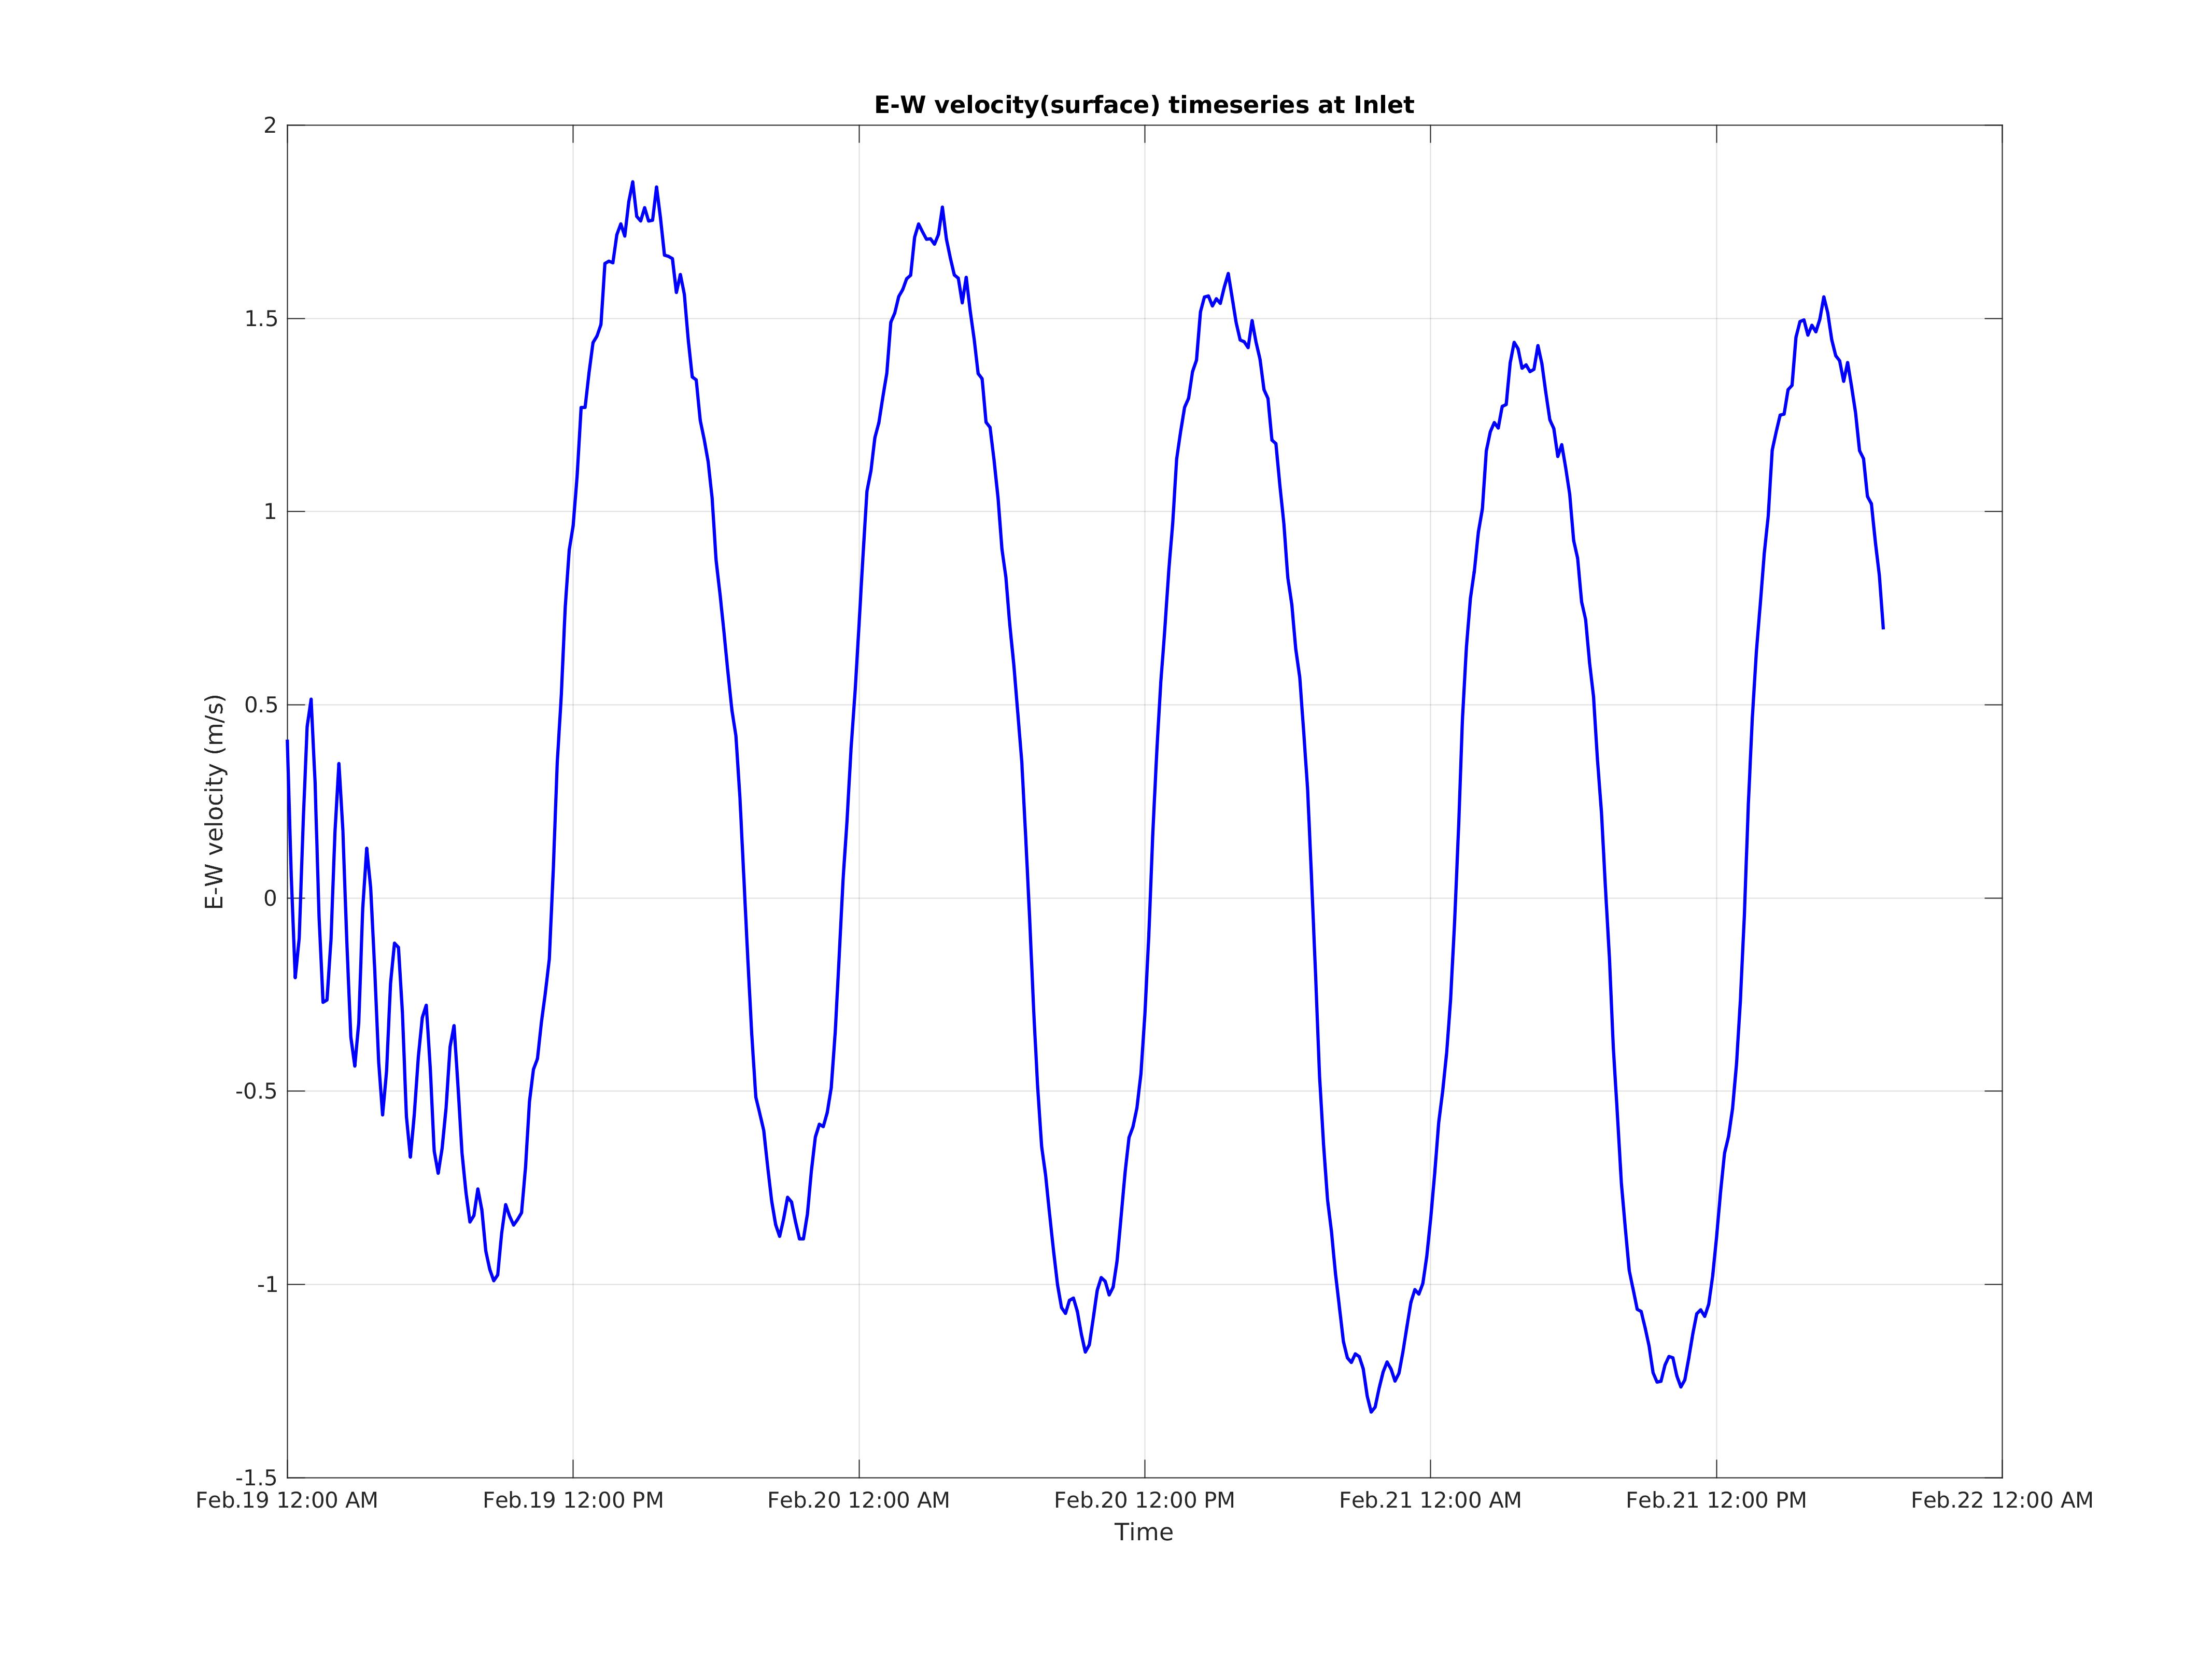 E-W velocity(surface) timeseries at Inlet
2
1.5
1
0.5
0
-0.5
-1
-1.5
E-W velocity (m/s)
Feb.19 12:00 AM Feb.19 12:00 PM Feb.20 12:00 AM Feb.20 12:00 PM Feb.21 12:00 AM Feb.21 12:00 PM Feb.22 12:00 AM
Time